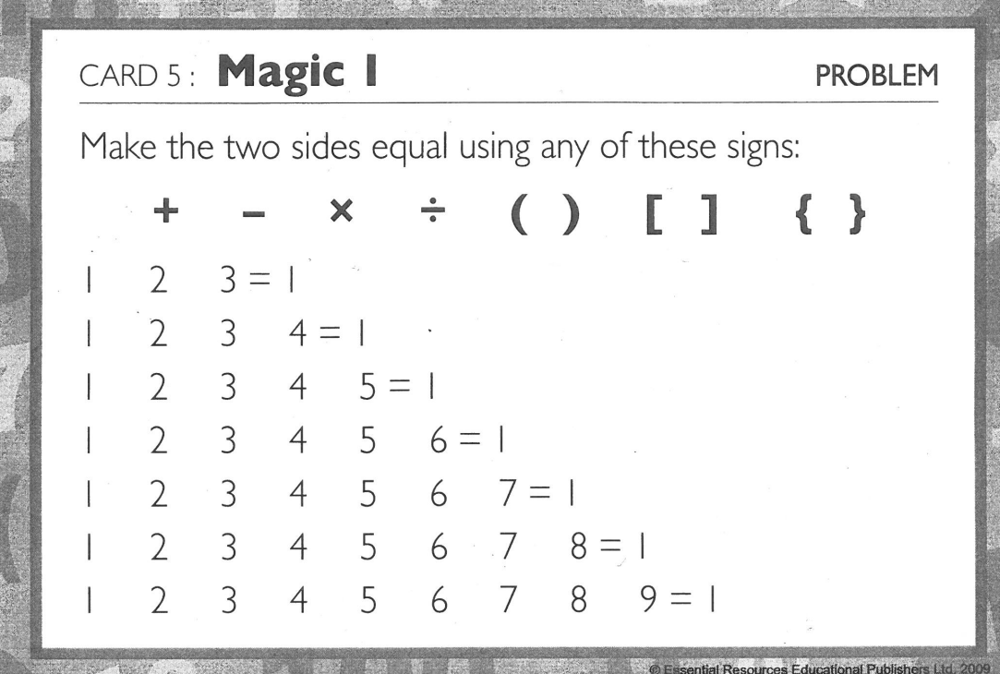 CARD 5 : Magic 1 PROBLEM
Make the two sides equal using any of these signs:
+ − × ÷ ( ) [ ] { }
1 2 3 = 1
1 2 3 4 = 1
1 2 3 4 5 = 1
1 2 3 4 5 6 = 1
1 2 3 4 5 6 7 = 1
1 2 3 4 5 6 7 8 = 1
1 2 3 4 5 6 7 8 9 = 1
© Essential Resources Educational Publishers Ltd, 2009